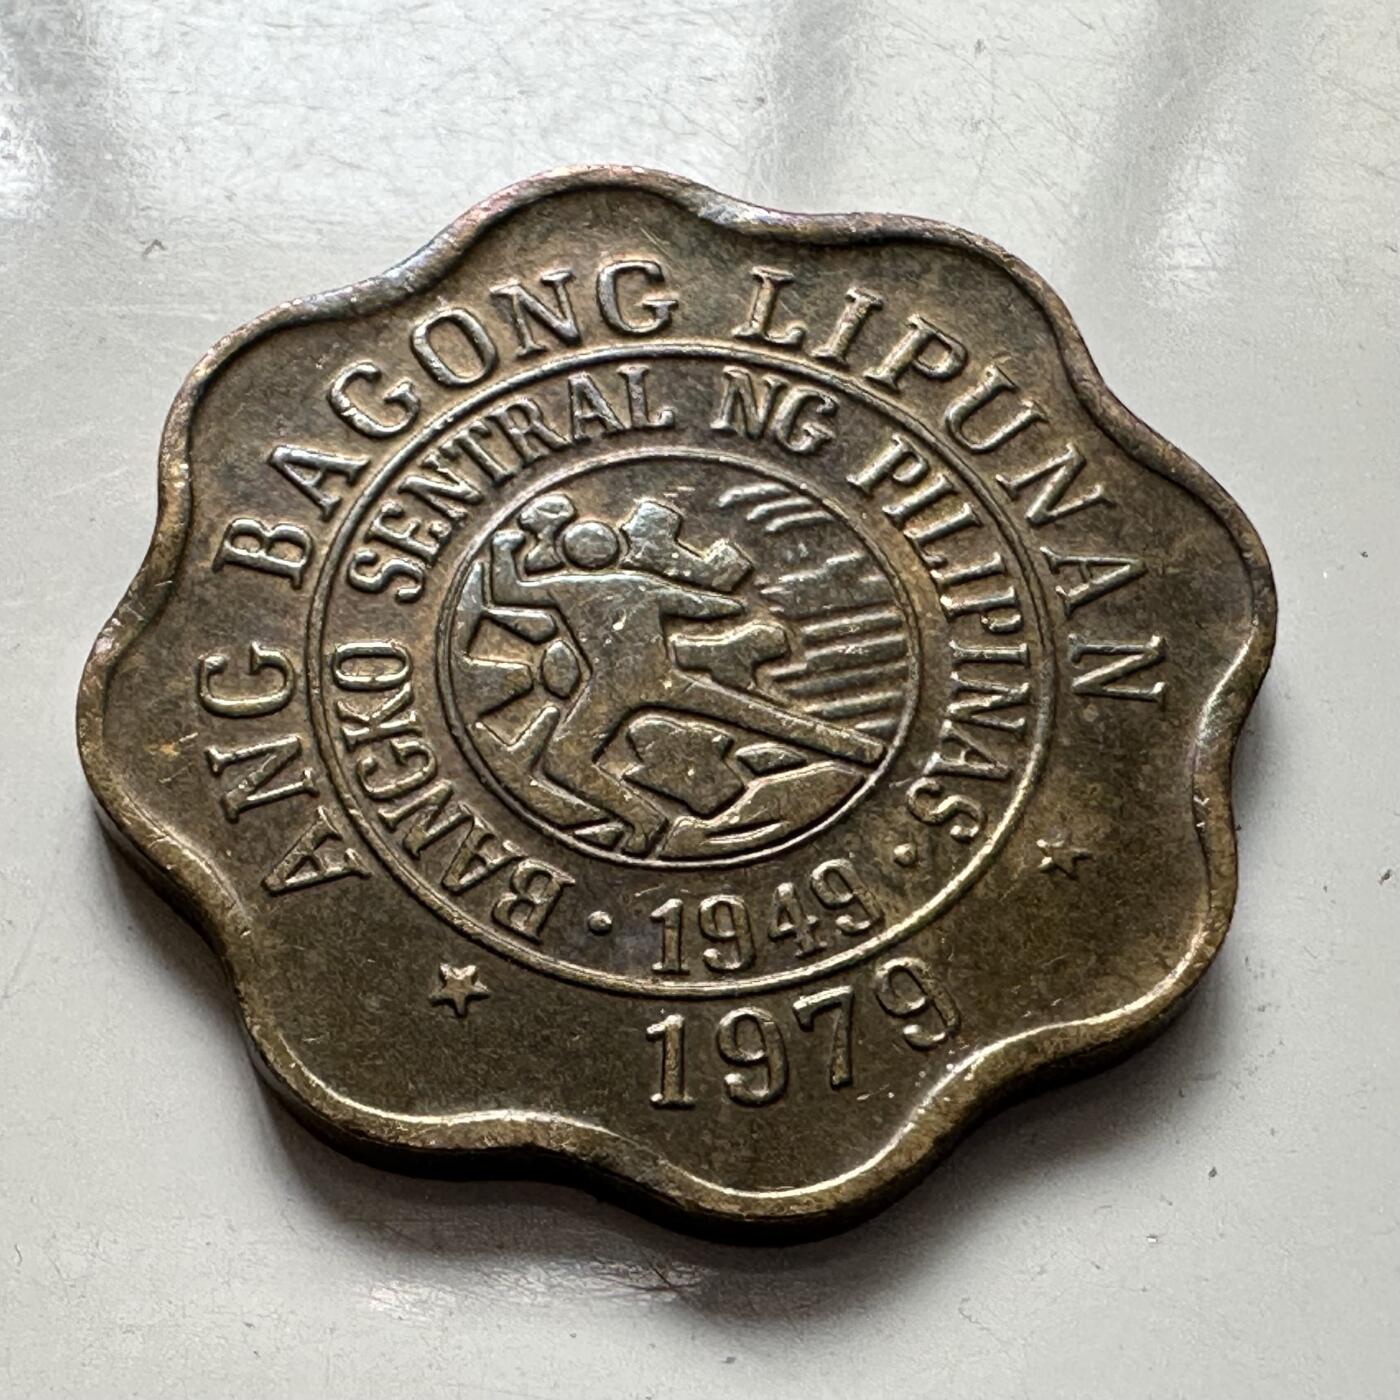 ANG BAGONG LIPUNAN
BANGKO SENTRAL NG PILIPINAS
· 1949 ·
1979